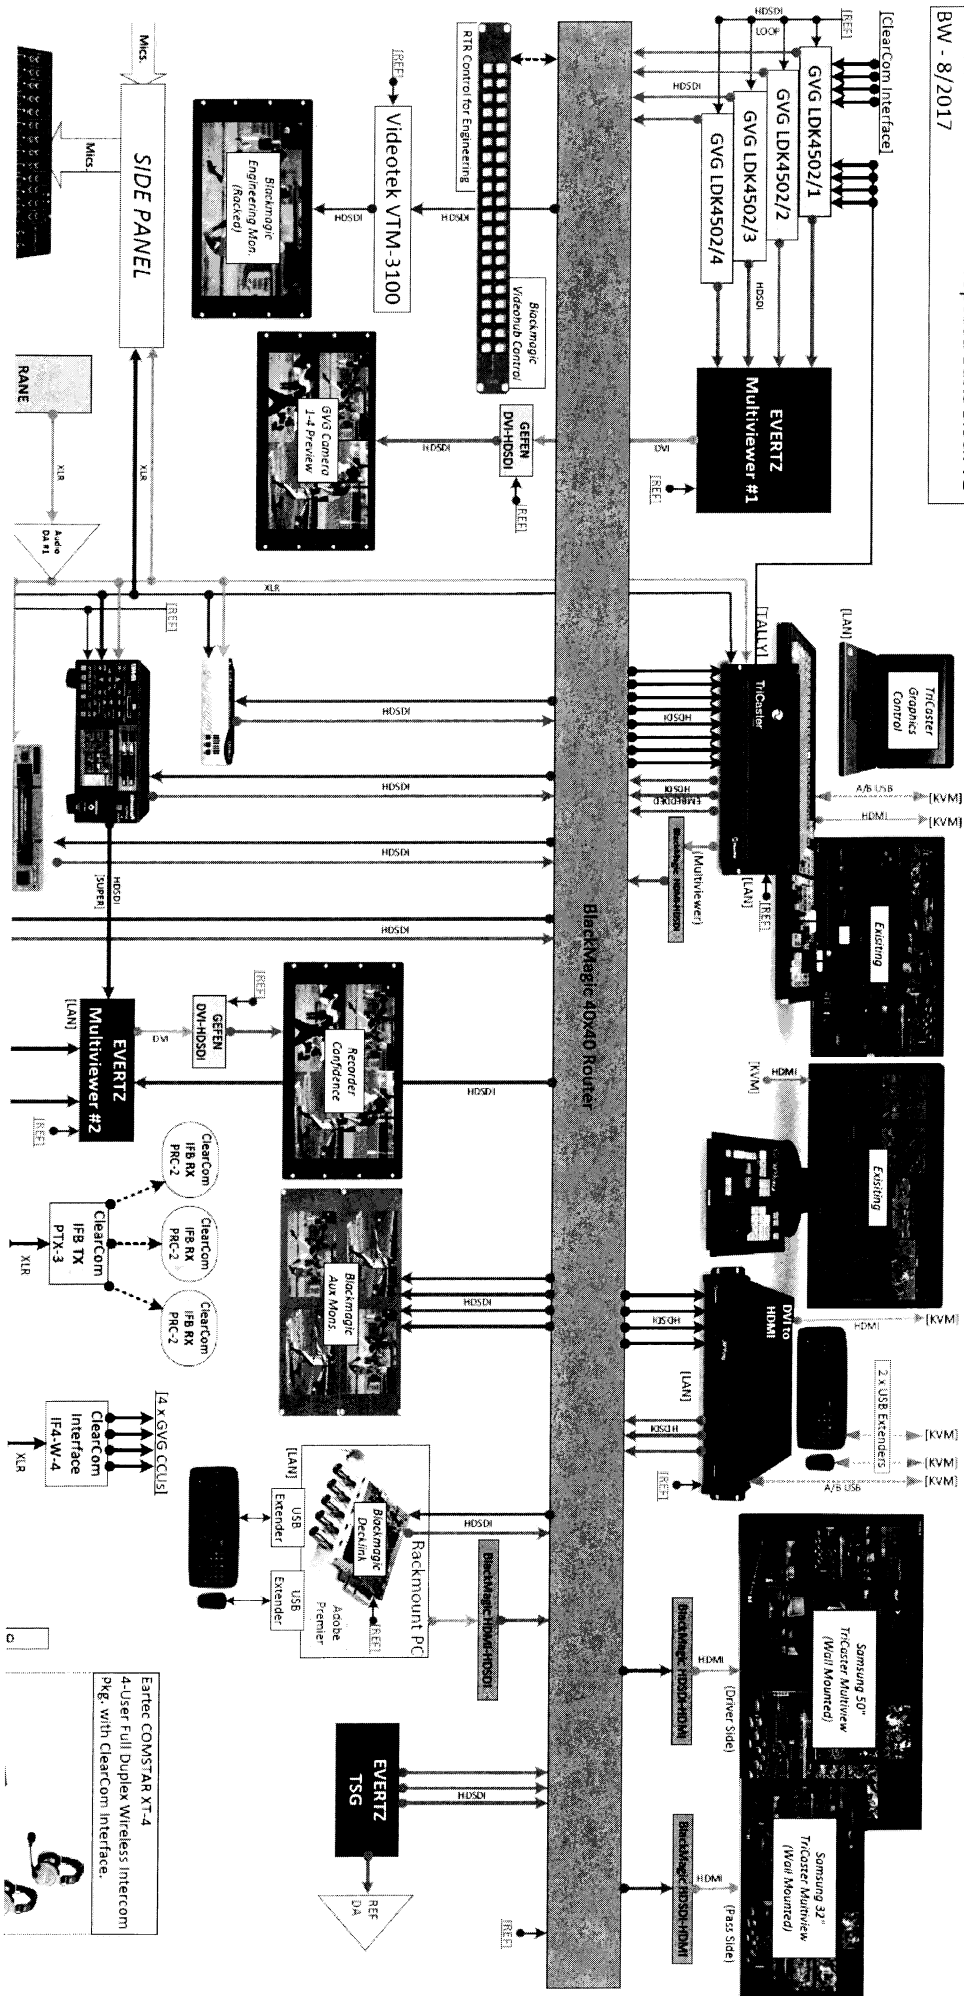 BW - 8/2017
[ClearCom Interface]
HDSDI
LOOP
[REF]
GVG LDK4502/1
GVG LDK4502/2
GVG LDK4502/3
GVG LDK4502/4
HDSDI
HDSDI
EVERTZ
Multiviewer #1
[REF]
DVI
GEFEN
DVI-HDSDI
[REF]
HDSDI
GVG Camera
1-4 Preview
RTR Control for Engineering
Blackmagic
Videohub Control
HDSDI
Videotek VTM-3100
[REF]
HDSDI
Blackmagic
Engineering Mon.
(Racked)
Mics.
SIDE PANEL
Mics.
RANE
XLR
XLR
Audio
DA #1
XLR
[REF]
[TALLY]
[LAN]
TriCaster
Graphics
Control
A/B USB
[KVM]
HDMI
[KVM]
TriCaster
HDSDI
HDSDI
EMBEDDED
(Multiviewer)
BlackMagic HDMI-HDSDI
[LAN]
[REF]
Exisiting
HDSDI
HDSDI
HDSDI
HDSDI
HDSDI
[SUPER]
BlackMagic 40x40 Router
[KVM]
HDMI
Exisiting
HDMI
[KVM]
DVI to
HDMI
2 x USB Extenders
[KVM]
[KVM]
A/B USB
[KVM]
HDSDI
[LAN]
HDSDI
[REF]
EVERTZ
Multiviewer #2
[LAN]
[REF]
DVI
GEFEN
DVI-HDSDI
[REF]
Recorder
Confidence
HDSDI
ClearCom
IFB RX
PRC-2
ClearCom
IFB RX
PRC-2
ClearCom
IFB RX
PRC-2
ClearCom
IFB TX
PTX-3
XLR
Blackmagic
Aux Mons.
HDSDI
[4 x GVG CCUs]
ClearCom
Interface
IF4-W-4
XLR
[LAN]
Rackmount PC
Blackmagic
Decklink
HDSDI
[REF]
Adobe
Premier
USB
Extender
USB
Extender
BlackMagic HDMI-HDSDI
Samsung 50"
TriCaster Multiview
(Wall Mounted)
BlackMagic HDSDI-HDMI
HDMI
(Driver Side)
Samsung 32"
TriCaster Multiview
(Wall Mounted)
BlackMagic HDSDI-HDMI
HDMI
(Pass Side)
EVERTZ
TSG
HDSDI
REF
DA
[REF]
Eartec COMSTAR XT-4
4-User Full Duplex Wireless Intercom
Pkg. with ClearCom Interface.